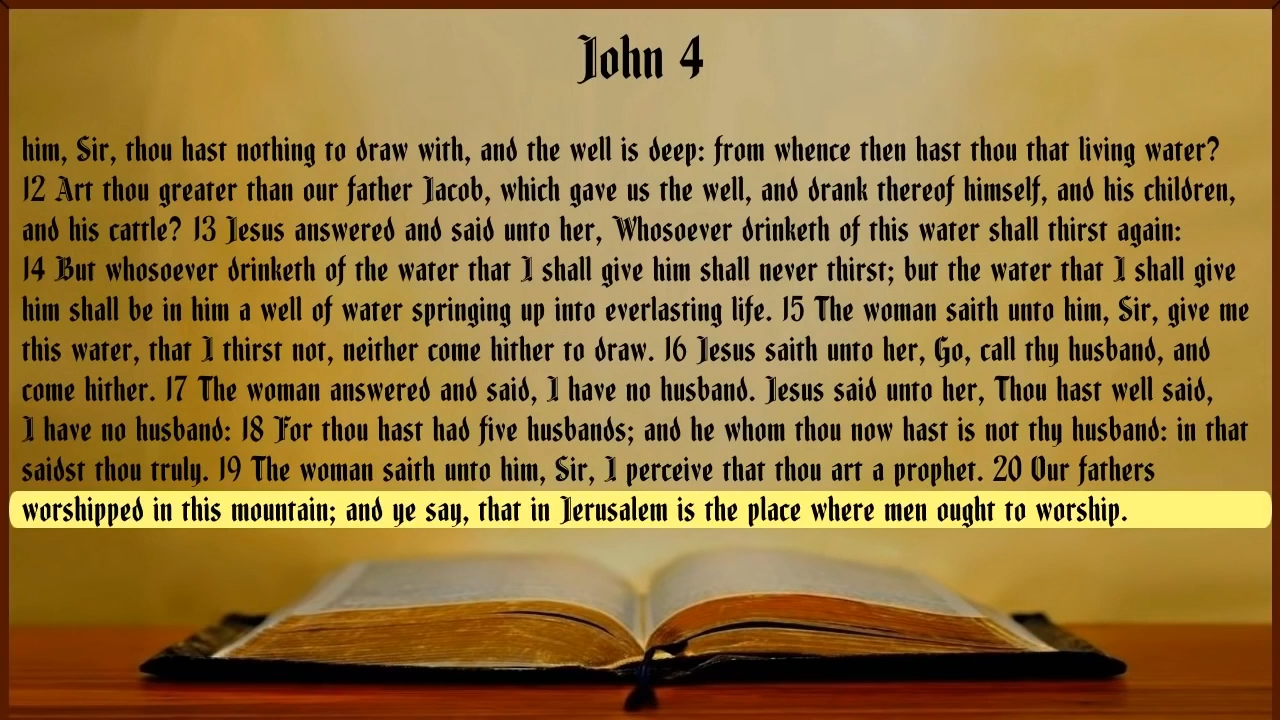 John 4
him, Sir, thou hast nothing to draw with, and the well is deep: from whence then hast thou that living water?
12 Art thou greater than our father Jacob, which gave us the well, and drank thereof himself, and his children,
and his cattle? 13 Jesus answered and said unto her, Whosoever drinketh of this water shall thirst again:
14 But whosoever drinketh of the water that I shall give him shall never thirst; but the water that I shall give
him shall be in him a well of water springing up into everlasting life. 15 The woman saith unto him, Sir, give me
this water, that I thirst not, neither come hither to draw. 16 Jesus saith unto her, Go, call thy husband, and
come hither. 17 The woman answered and said, I have no husband. Jesus said unto her, Thou hast well said,
I have no husband: 18 For thou hast had five husbands; and he whom thou now hast is not thy husband: in that
saidst thou truly. 19 The woman saith unto him, Sir, I perceive that thou art a prophet. 20 Our fathers
worshipped in this mountain; and ye say, that in Jerusalem is the place where men ought to worship.